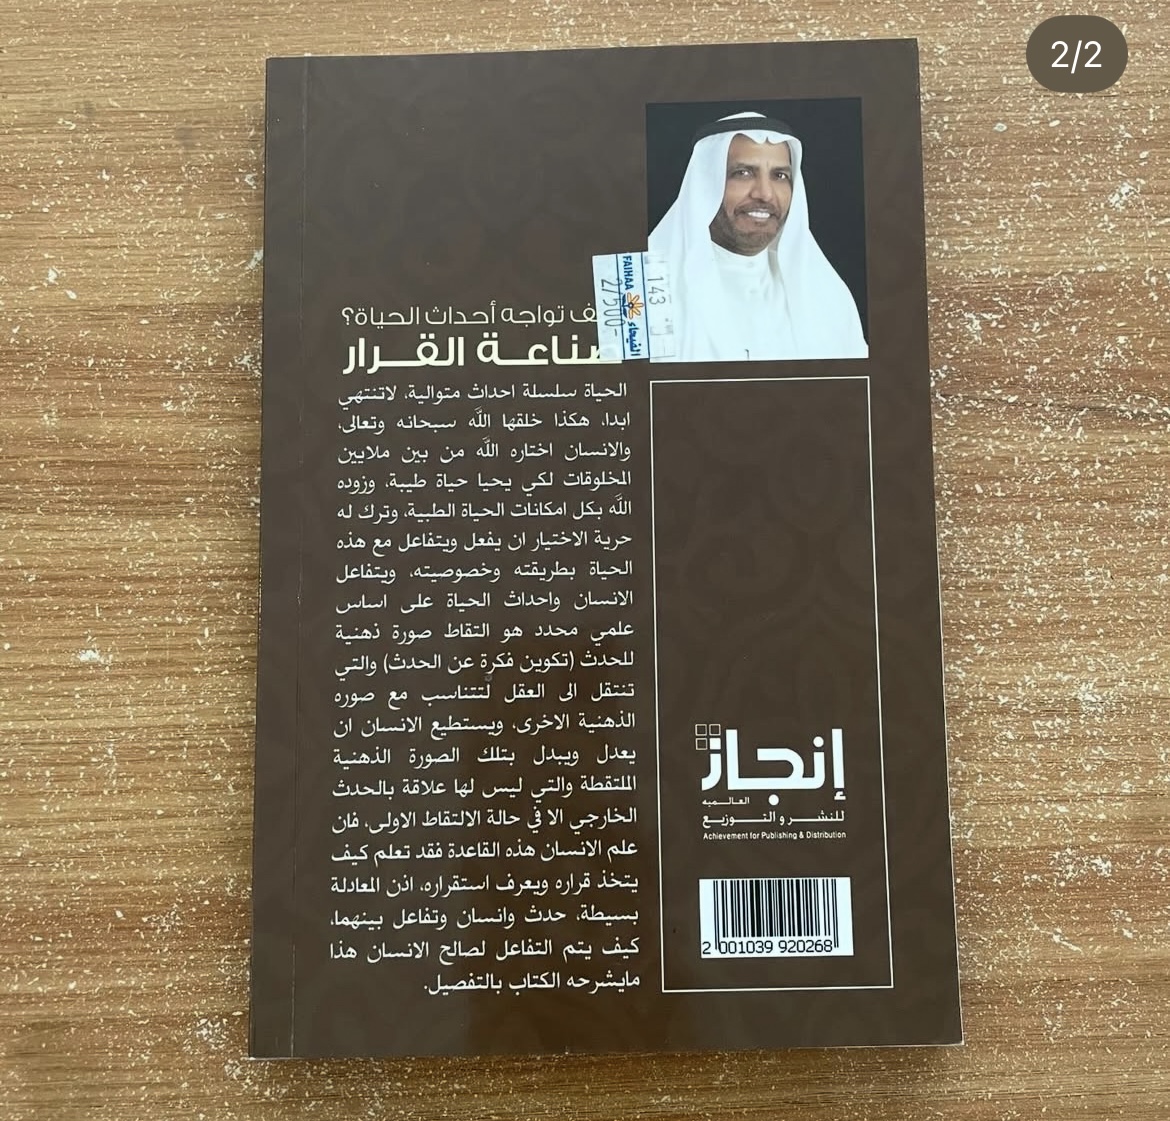 2/2
FAIHAA الفيحاء
143
2/500-
تواجه أحداث الحياة؟
صناعة القرار
الحياة سلسلة احداث متوالية، لاتنتهي
ابدا، هكذا خلقها الله سبحانه وتعالى،
والانسان اختاره الله من بين ملايين
المخلوقات لكي يحيا حياة طيبة، وزوده
الله بكل امكانات الحياة الطبية، وترك له
حرية الاختيار ان يفعل ويتفاعل مع هذه
الحياة بطريقته وخصوصيته، ويتفاعل
الانسان واحداث الحياة على اساس
علمي محدد هو التقاط صورة ذهنية
للحدث (تكوين فكرة عن الحدث) والتي
تنتقل الى العقل لتتناسب مع صوره
الذهنية الاخرى، ويستطيع الانسان ان
يعدل ويبدل بتلك الصورة الذهنية
الملتقطة والتي ليس لها علاقة بالحدث
الخارجي الا في حالة الالتقاط الاولى، فان
علم الانسان هذه القاعدة فقد تعلم كيف
يتخذ قراره ويعرف استقراره، اذن المعادلة
بسيطة، حدث وانسان وتفاعل بينهما،
كيف يتم التفاعل لصالح الانسان هذا
مايشرحه الكتاب بالتفصيل.
إنجاز
العالـميه
للنشـر و التـوزيع
Achievement for Publishing & Distribution
2 001039 920268